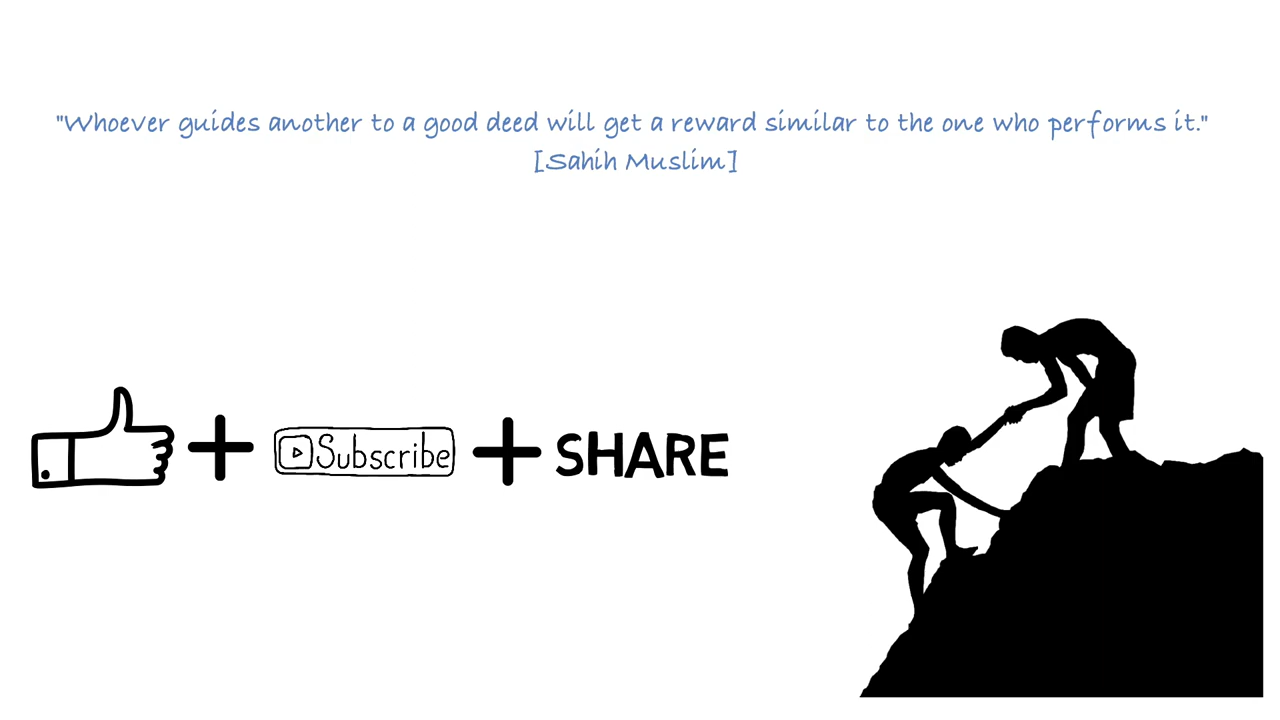 "Whoever guides another to a good deed will get a reward similar to the one who performs it."
[Sahih Muslim]
+ Subscribe + SHARE